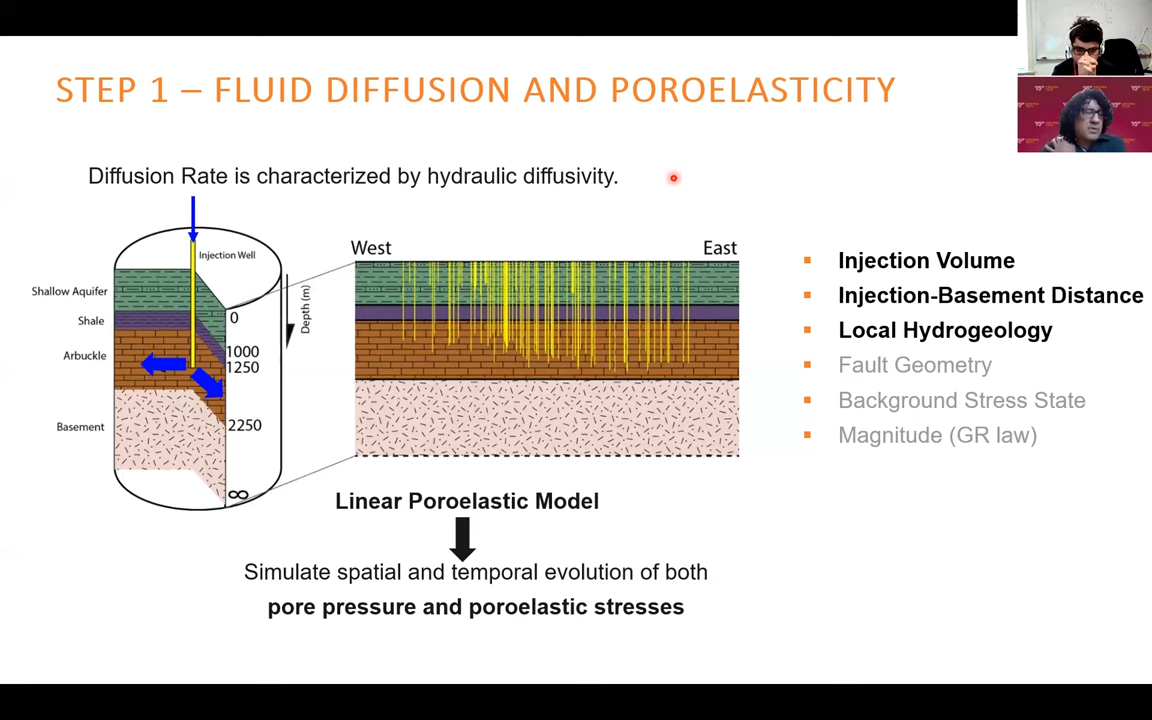 STEP 1 – FLUID DIFFUSION AND POROELASTICITY
Diffusion Rate is characterized by hydraulic diffusivity.
Injection Well
Shallow Aquifer
Shale
Arbuckle
Basement
Depth (m)
0
1000
1250
2250
∞
West
East
Linear Poroelastic Model
Simulate spatial and temporal evolution of both
pore pressure and poroelastic stresses
Injection Volume
Injection-Basement Distance
Local Hydrogeology
Fault Geometry
Background Stress State
Magnitude (GR law)